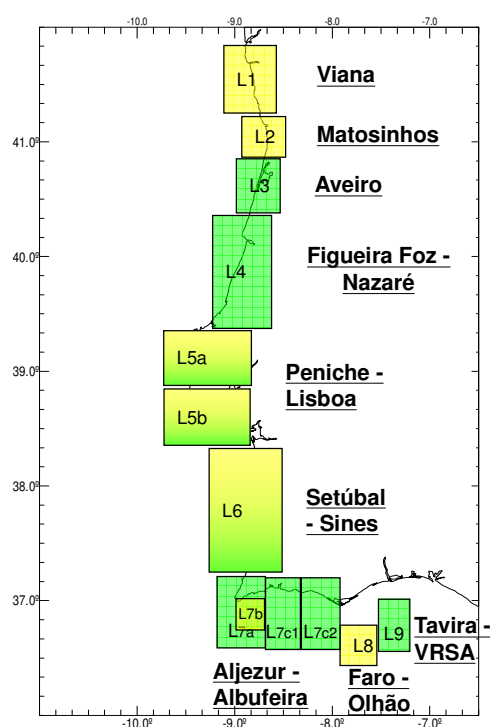 -10.0 -9.0 -8.0 -7.0
L1 Viana
41.0º L2 Matosinhos
L3 Aveiro
40.0º L4 Figueira Foz -
Nazaré
L5a
39.0º Peniche -
L5b Lisboa
38.0º
L6 Setúbal
- Sines
37.0º L7b
L7a L7c1 L7c2 L8 L9 Tavira -
VRSA
Aljezur - Faro -
Albufeira Olhão
-10.0º -9.0º -8.0º -7.0º